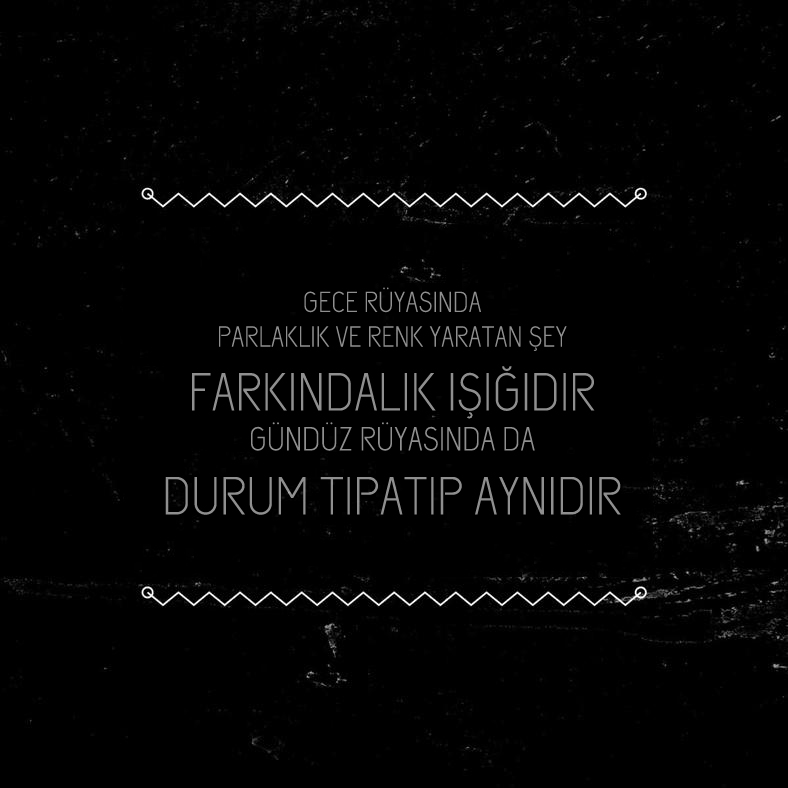 GECE RÜYASINDA
PARLAKLIK VE RENK YARATAN ŞEY
FARKINDALIK IŞIĞIDIR
GÜNDÜZ RÜYASINDA DA
DURUM TIPATIP AYNIDIR